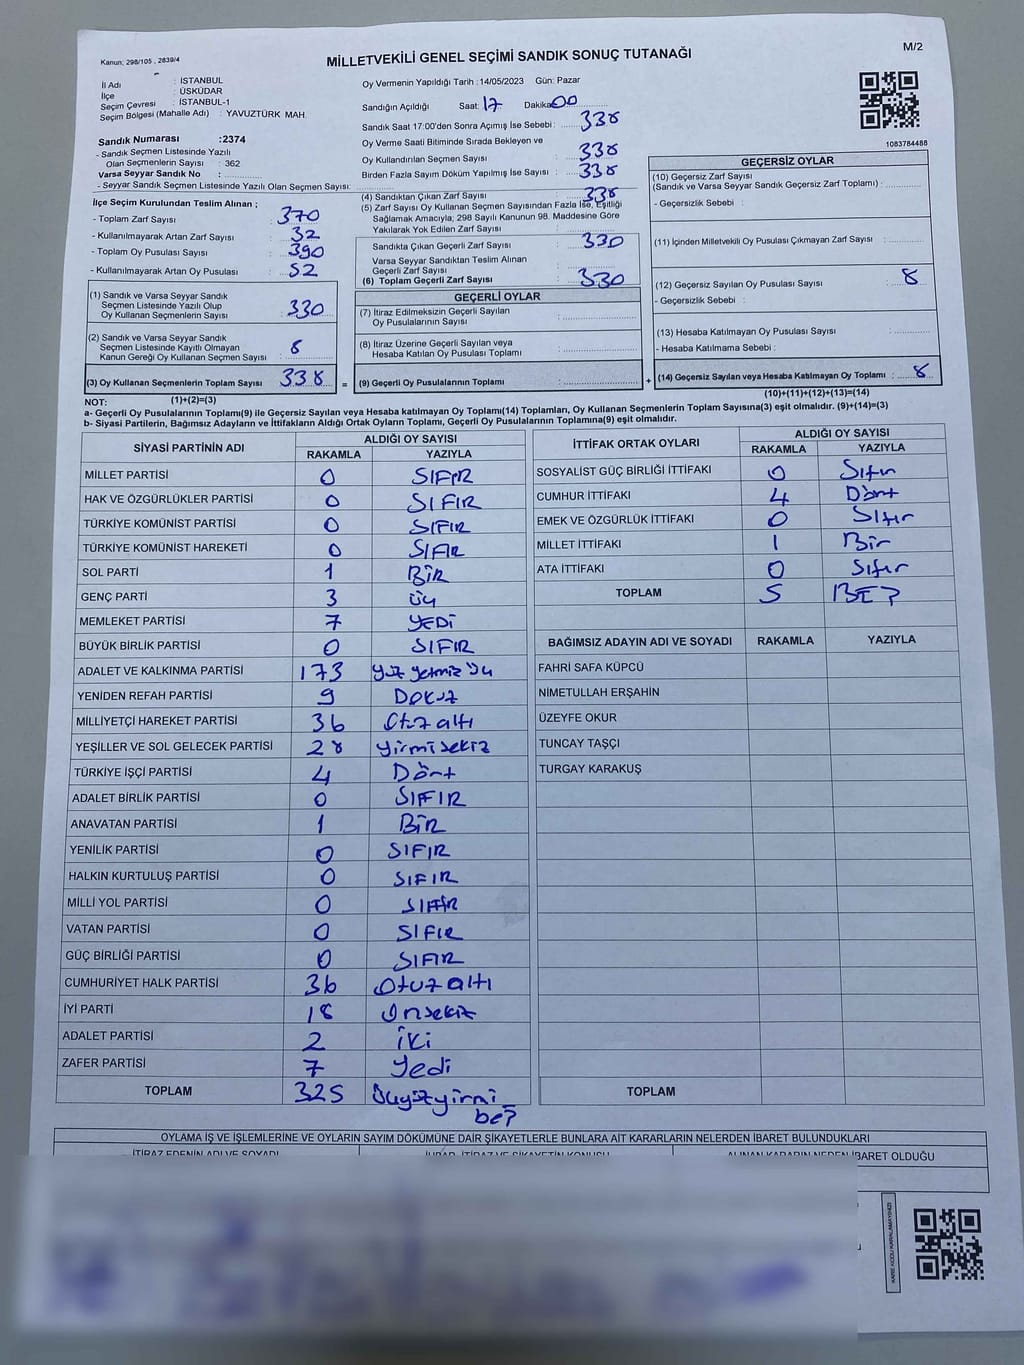 Kanun; 298/105 , 2839/4
MİLLETVEKİLİ GENEL SEÇİMİ SANDIK SONUÇ TUTANAĞI
M/2
İl Adı : İSTANBUL
İlçe : ÜSKÜDAR
Seçim Çevresi : İSTANBUL-1
Seçim Bölgesi (Mahalle Adı) : YAVUZTÜRK MAH.
Sandık Numarası :2374
- Sandık Seçmen Listesinde Yazılı
Olan Seçmenlerin Sayısı : 362
Varsa Seyyar Sandık No :
- Seyyar Sandık Seçmen Listesinde Yazılı Olan Seçmen Sayısı:
Oy Vermenin Yapıldığı Tarih : 14/05/2023 Gün: Pazar
Sandığın Açıldığı Saat: 17 Dakika 00
Sandık Saat 17:00'den Sonra Açımış İse Sebebi : 338
Oy Verme Saati Bitiminde Sırada Bekleyen ve
Oy Kullandırılan Seçmen Sayısı : 338
Birden Fazla Sayım Döküm Yapılmış İse Sayısı : 338
1083784488
İlçe Seçim Kurulundan Teslim Alınan ;
- Toplam Zarf Sayısı : 370
- Kullanılmayarak Artan Zarf Sayısı : 32
- Toplam Oy Pusulası Sayısı : 390
- Kullanılmayarak Artan Oy Pusulası : 52
(1) Sandık ve Varsa Seyyar Sandık
Seçmen Listesinde Yazılı Olup
Oy Kullanan Seçmenlerin Sayısı : 330
(2) Sandık ve Varsa Seyyar Sandık
Seçmen Listesinde Kayıtlı Olmayan
Kanun Gereği Oy Kullanan Seçmen Sayısı : 8
(3) Oy Kullanan Seçmenlerin Toplam Sayısı 338 =
(4) Sandıktan Çıkan Zarf Sayısı : 338
(5) Zarf Sayısı Oy Kullanan Seçmen Sayısından Fazla İse, Eşitliği
Sağlamak Amacıyla; 298 Sayılı Kanunun 98. Maddesine Göre
Yakılarak Yok Edilen Zarf Sayısı :
Sandıkta Çıkan Geçerli Zarf Sayısı : 330
Varsa Seyyar Sandıktan Teslim Alınan
Geçerli Zarf Sayısı :
(6) Toplam Geçerli Zarf Sayısı : 330
GEÇERLİ OYLAR
(7) İtiraz Edilmeksizin Geçerli Sayılan
Oy Pusulalarının Sayısı :
(8) İtiraz Üzerine Geçerli Sayılan veya
Hesaba Katılan Oy Pusulası Toplamı :
(9) Geçerli Oy Pusulalarının Toplamı : +
GEÇERSİZ OYLAR
(10) Geçersiz Zarf Sayısı
(Sandık ve Varsa Seyyar Sandık Geçersiz Zarf Toplamı) :
- Geçersizlik Sebebi :
(11) İçinden Milletvekili Oy Pusulası Çıkmayan Zarf Sayısı :
(12) Geçersiz Sayılan Oy Pusulası Sayısı : 8
- Geçersizlik Sebebi :
(13) Hesaba Katılmayan Oy Pusulası Sayısı :
- Hesaba Katılmama Sebebi :
(14) Geçersiz Sayılan veya Hesaba Katılmayan Oy Toplamı : 8
NOT: (1)+(2)=(3) (10)+(11)+(12)+(13)=(14)
a- Geçerli Oy Pusulalarının Toplamı(9) ile Geçersiz Sayılan veya Hesaba katılmayan Oy Toplamı(14) Toplamları, Oy Kullanan Seçmenlerin Toplam Sayısına(3) eşit olmalıdır. (9)+(14)=(3)
b- Siyasi Partilerin, Bağımsız Adayların ve İttifakların Aldığı Ortak Oyların Toplamı, Geçerli Oy Pusulalarının Toplamına(9) eşit olmalıdır.
SİYASİ PARTİNİN ADI ALDIĞI OY SAYISI
RAKAMLA YAZIYLA
MİLLET PARTİSİ 0 SIFIR
HAK VE ÖZGÜRLÜKLER PARTİSİ 0 SIFIR
TÜRKİYE KOMÜNİST PARTİSİ 0 SIFIR
TÜRKİYE KOMÜNİST HAREKETİ 0 SIFIR
SOL PARTİ 1 BİR
GENÇ PARTİ 3 üç
MEMLEKET PARTİSİ 7 YEDİ
BÜYÜK BİRLİK PARTİSİ 0 SIFIR
ADALET VE KALKINMA PARTİSİ 173 yüz yetmiş üç
YENİDEN REFAH PARTİSİ 9 Dokuz
MİLLİYETÇİ HAREKET PARTİSİ 36 Otuz altı
YEŞİLLER VE SOL GELECEK PARTİSİ 28 yirmi sekiz
TÜRKİYE İŞÇİ PARTİSİ 4 Dört
ADALET BİRLİK PARTİSİ 0 SIFIR
ANAVATAN PARTİSİ 1 BİR
YENİLİK PARTİSİ 0 SIFIR
HALKIN KURTULUŞ PARTİSİ 0 SIFIR
MİLLİ YOL PARTİSİ 0 SIFIR
VATAN PARTİSİ 0 SIFIR
GÜÇ BİRLİĞİ PARTİSİ 0 SIFIR
CUMHURİYET HALK PARTİSİ 36 Otuz altı
İYİ PARTİ 18 Onsekiz
ADALET PARTİSİ 2 İki
ZAFER PARTİSİ 7 Yedi
TOPLAM 325 Üçyüzyirmi
beş
İTTİFAK ORTAK OYLARI ALDIĞI OY SAYISI
RAKAMLA YAZIYLA
SOSYALİST GÜÇ BİRLİĞİ İTTİFAKI 0 Sıfır
CUMHUR İTTİFAKI 4 Dört
EMEK VE ÖZGÜRLÜK İTTİFAKI 0 Sıfır
MİLLET İTTİFAKI 1 Bir
ATA İTTİFAKI 0 Sıfır
TOPLAM 5 BEŞ
BAĞIMSIZ ADAYIN ADI VE SOYADI RAKAMLA YAZIYLA
FAHRİ SAFA KÜPCÜ
NİMETULLAH ERŞAHİN
ÜZEYFE OKUR
TUNCAY TAŞÇI
TURGAY KARAKUŞ
TOPLAM
OYLAMA İŞ VE İŞLEMLERİNE VE OYLARIN SAYIM DÖKÜMÜNE DAİR ŞİKAYETLERLE BUNLARA AİT KARARLARIN NELERDEN İBARET BULUNDUKLARI
İTİRAZ EDENİN ADI VE SOYADI İHBAR, İTİRAZ VE ŞİKAYETİN KONUSU ALINAN KARARIN NEDEN İBARET OLDUĞU
KARE KODU KARALAMAYINIZ!